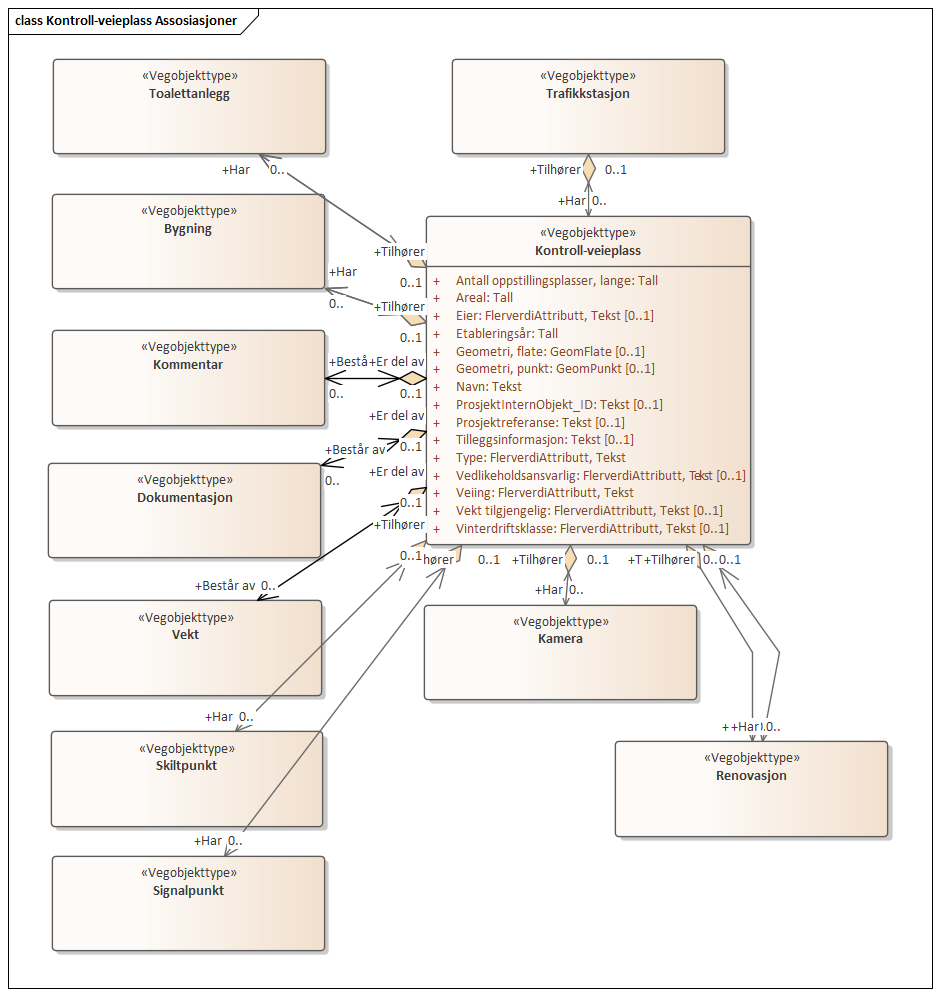 class Kontroll-veieplass Assosiasjoner
«Vegobjekttype»
Toalettanlegg
«Vegobjekttype»
Trafikkstasjon
+Har 0..
+Tilhører 0..1
+Har 0..
«Vegobjekttype»
Bygning
«Vegobjekttype»
Kontroll-veieplass
+ Antall oppstillingsplasser, lange: Tall
+ Areal: Tall
+ Eier: FlerverdiAttributt, Tekst [0..1]
+ Etableringsår: Tall
+ Geometri, flate: GeomFlate [0..1]
+ Geometri, punkt: GeomPunkt [0..1]
+ Navn: Tekst
+ ProsjektInternObjekt_ID: Tekst [0..1]
+ Prosjektreferanse: Tekst [0..1]
+ Tilleggsinformasjon: Tekst [0..1]
+ Type: FlerverdiAttributt, Tekst
+ Vedlikeholdsansvarlig: FlerverdiAttributt, Tekst [0..1]
+ Veiing: FlerverdiAttributt, Tekst
+ Vekt tilgjengelig: FlerverdiAttributt, Tekst [0..1]
+ Vinterdriftsklasse: FlerverdiAttributt, Tekst [0..1]
+Tilhører
0..1
+Har
0..
+Tilhører
0..1
«Vegobjekttype»
Kommentar
+Bestå+Er del av
0..
0..1
+Er del av
0..1
+Består av
0..
«Vegobjekttype»
Dokumentasjon
+Er del av
0..1
+Tilhører
0..1
hører
0..1
+Tilhører 0..1
+T+Tilhører 0..0..1
+Består av 0..
«Vegobjekttype»
Vekt
+Har 0..
«Vegobjekttype»
Kamera
+Har 0..
«Vegobjekttype»
Skiltpunkt
+ +Har 0..
«Vegobjekttype»
Renovasjon
+Har 0..
«Vegobjekttype»
Signalpunkt